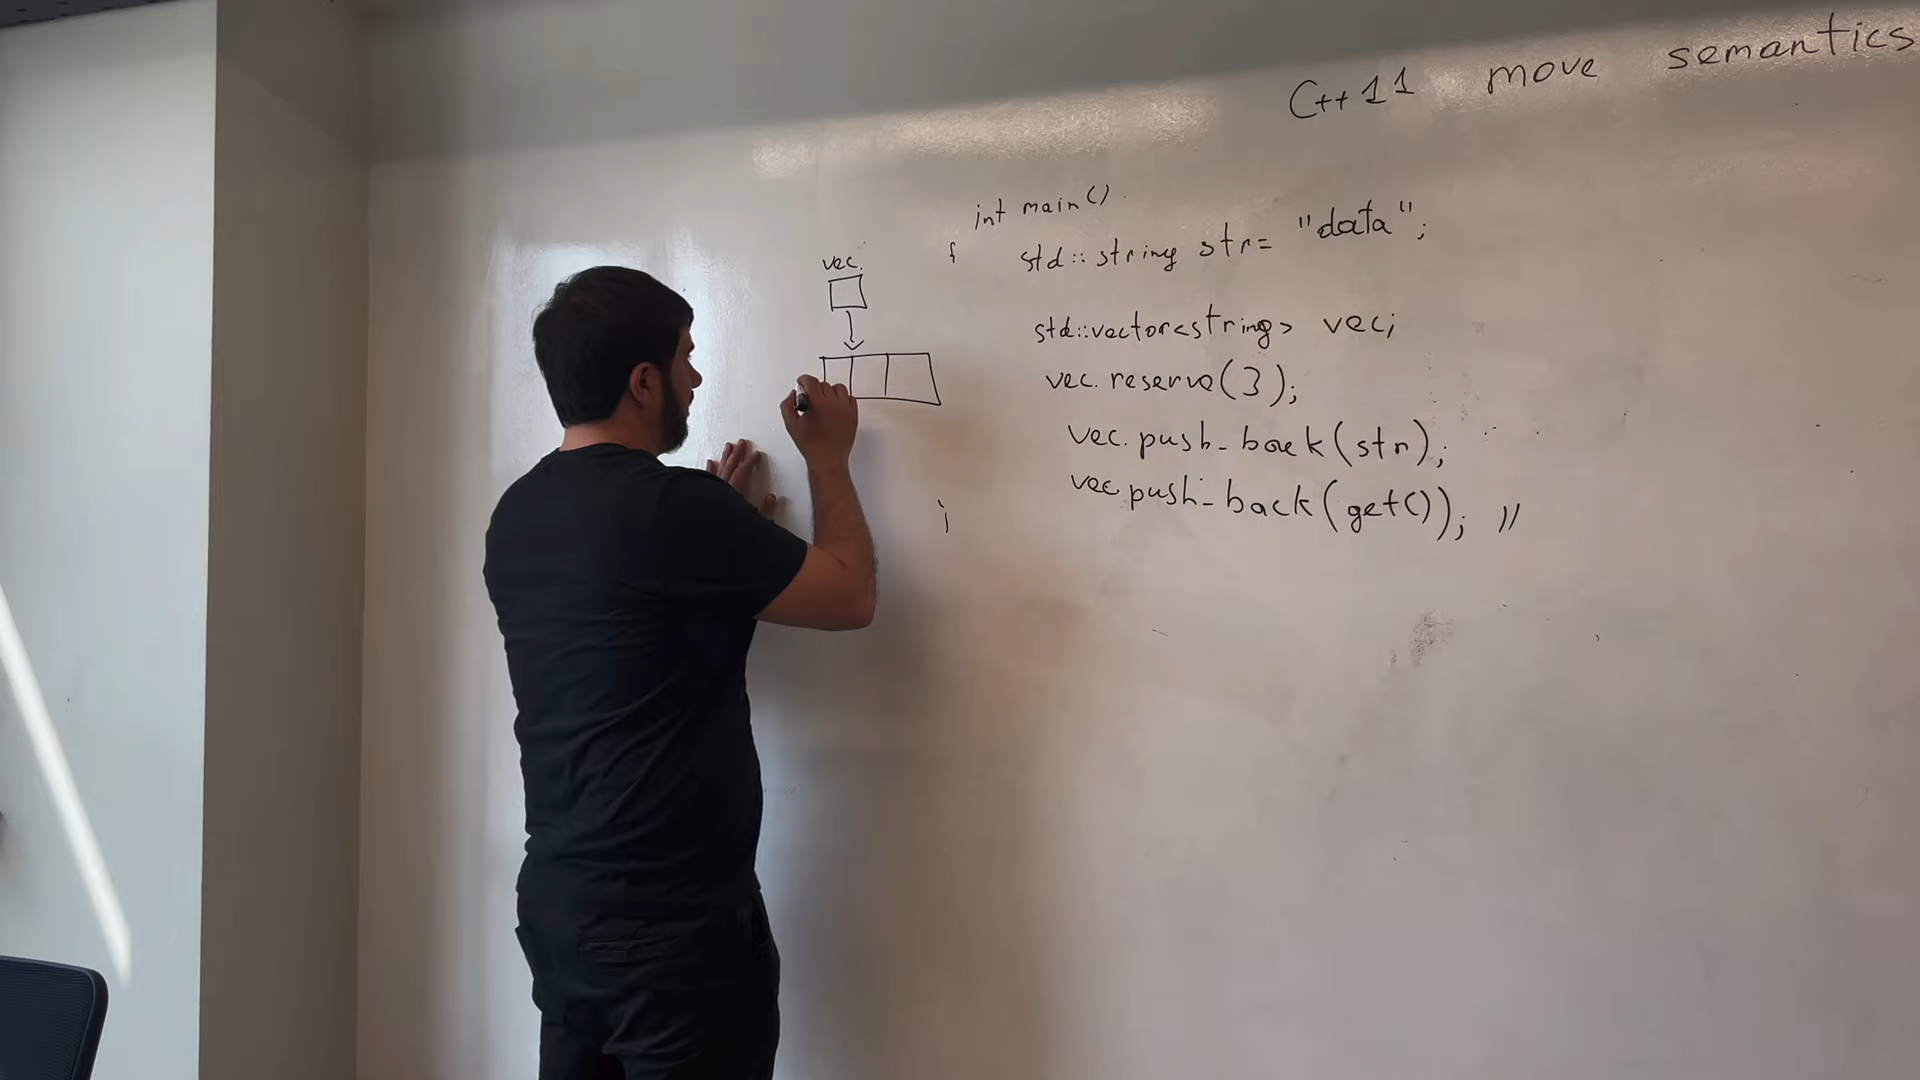 C++11 move semantics
int main()
{ std::string str = "data";
vec.
std::vector<string> vec;
vec.reserve(3);
vec.push_back(str);
vec.push_back(get()); //